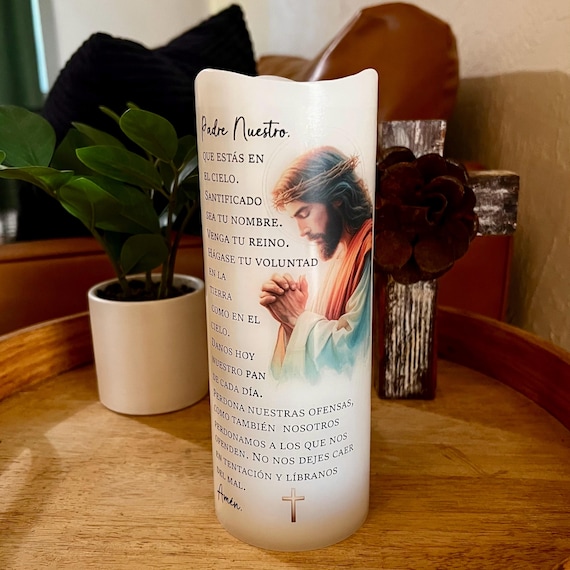 Padre Nuestro.
QUE ESTÁS EN
EL CIELO.
SANTIFICADO
SEA TU NOMBRE.
VENGA TU REINO.
HÁGASE TU VOLUNTAD
EN LA
TIERRA
COMO EN EL
CIELO.
DANOS HOY
NUESTRO PAN
DE CADA DÍA.
PERDONA NUESTRAS OFENSAS,
COMO TAMBIÉN NOSOTROS
PERDONAMOS A LOS QUE NOS
OFENDEN. NO NOS DEJES CAER
EN TENTACIÓN Y LÍBRANOS
DEL MAL.
Amén.